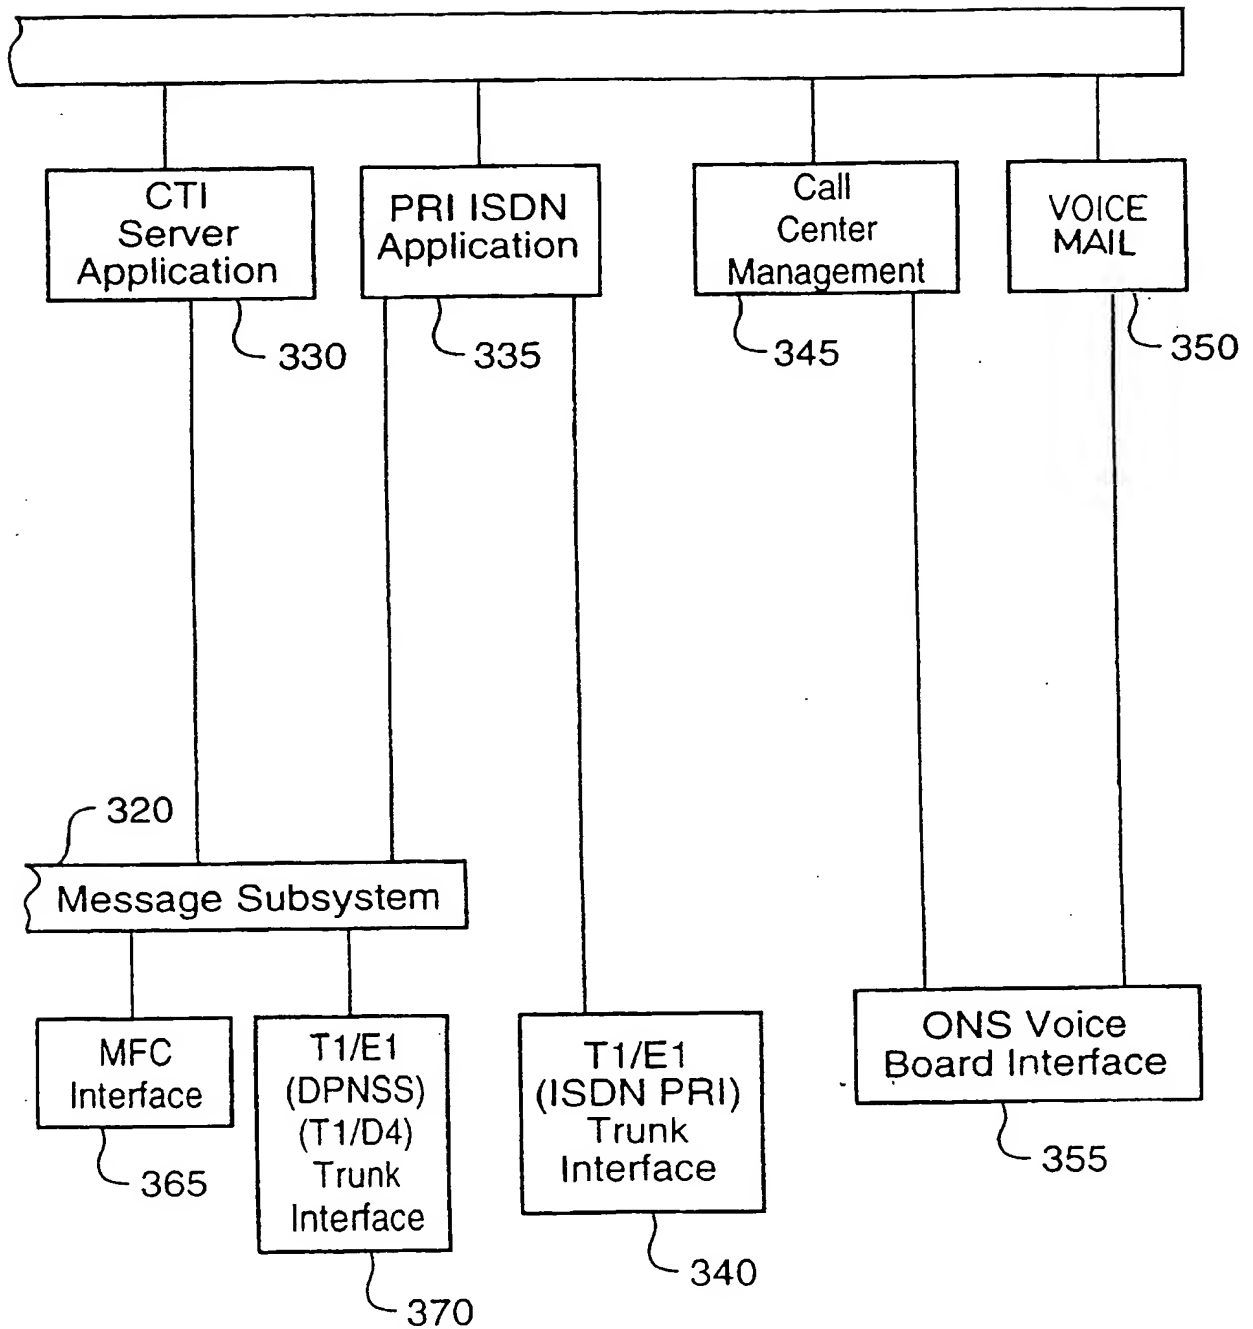 CTI
Server
Application
PRI ISDN
Application
Call
Center
Management
VOICE
MAIL
330
335
345
350
320
Message Subsystem
MFC
Interface
T1/E1
(DPNSS)
(T1/D4)
Trunk
Interface
T1/E1
(ISDN PRI)
Trunk
Interface
ONS Voice
Board Interface
365
370
340
355